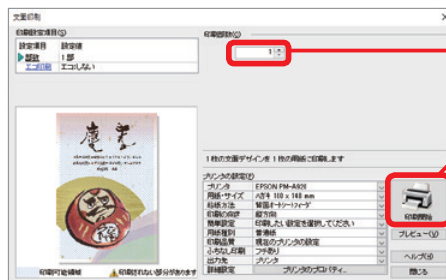 文面印刷
印刷設定項目(S)
設定項目 設定値
部数 1 部
エコ印刷 エコしない
印刷部数(C)
1
1 枚の文面デザインを 1 枚の用紙に印刷します
プリンタの設定(P)
プリンタ EPSON PM-A920
用紙・サイズ ハガキ 100 x 148 mm
給紙方法 背面オートシートフィーダ
印刷の向き 縦方向
簡単設定 印刷したい設定を選択してください
用紙種別 普通紙
印刷品質 現在のプリンタの設定
ふちなし印刷 フチあり
出力先 プリンタ
詳細設定 プリンタのプロパティ...
印刷開始
プレビュー(V)
ヘルプ(H)
閉じる
印刷可能領域 印刷されない部分があります